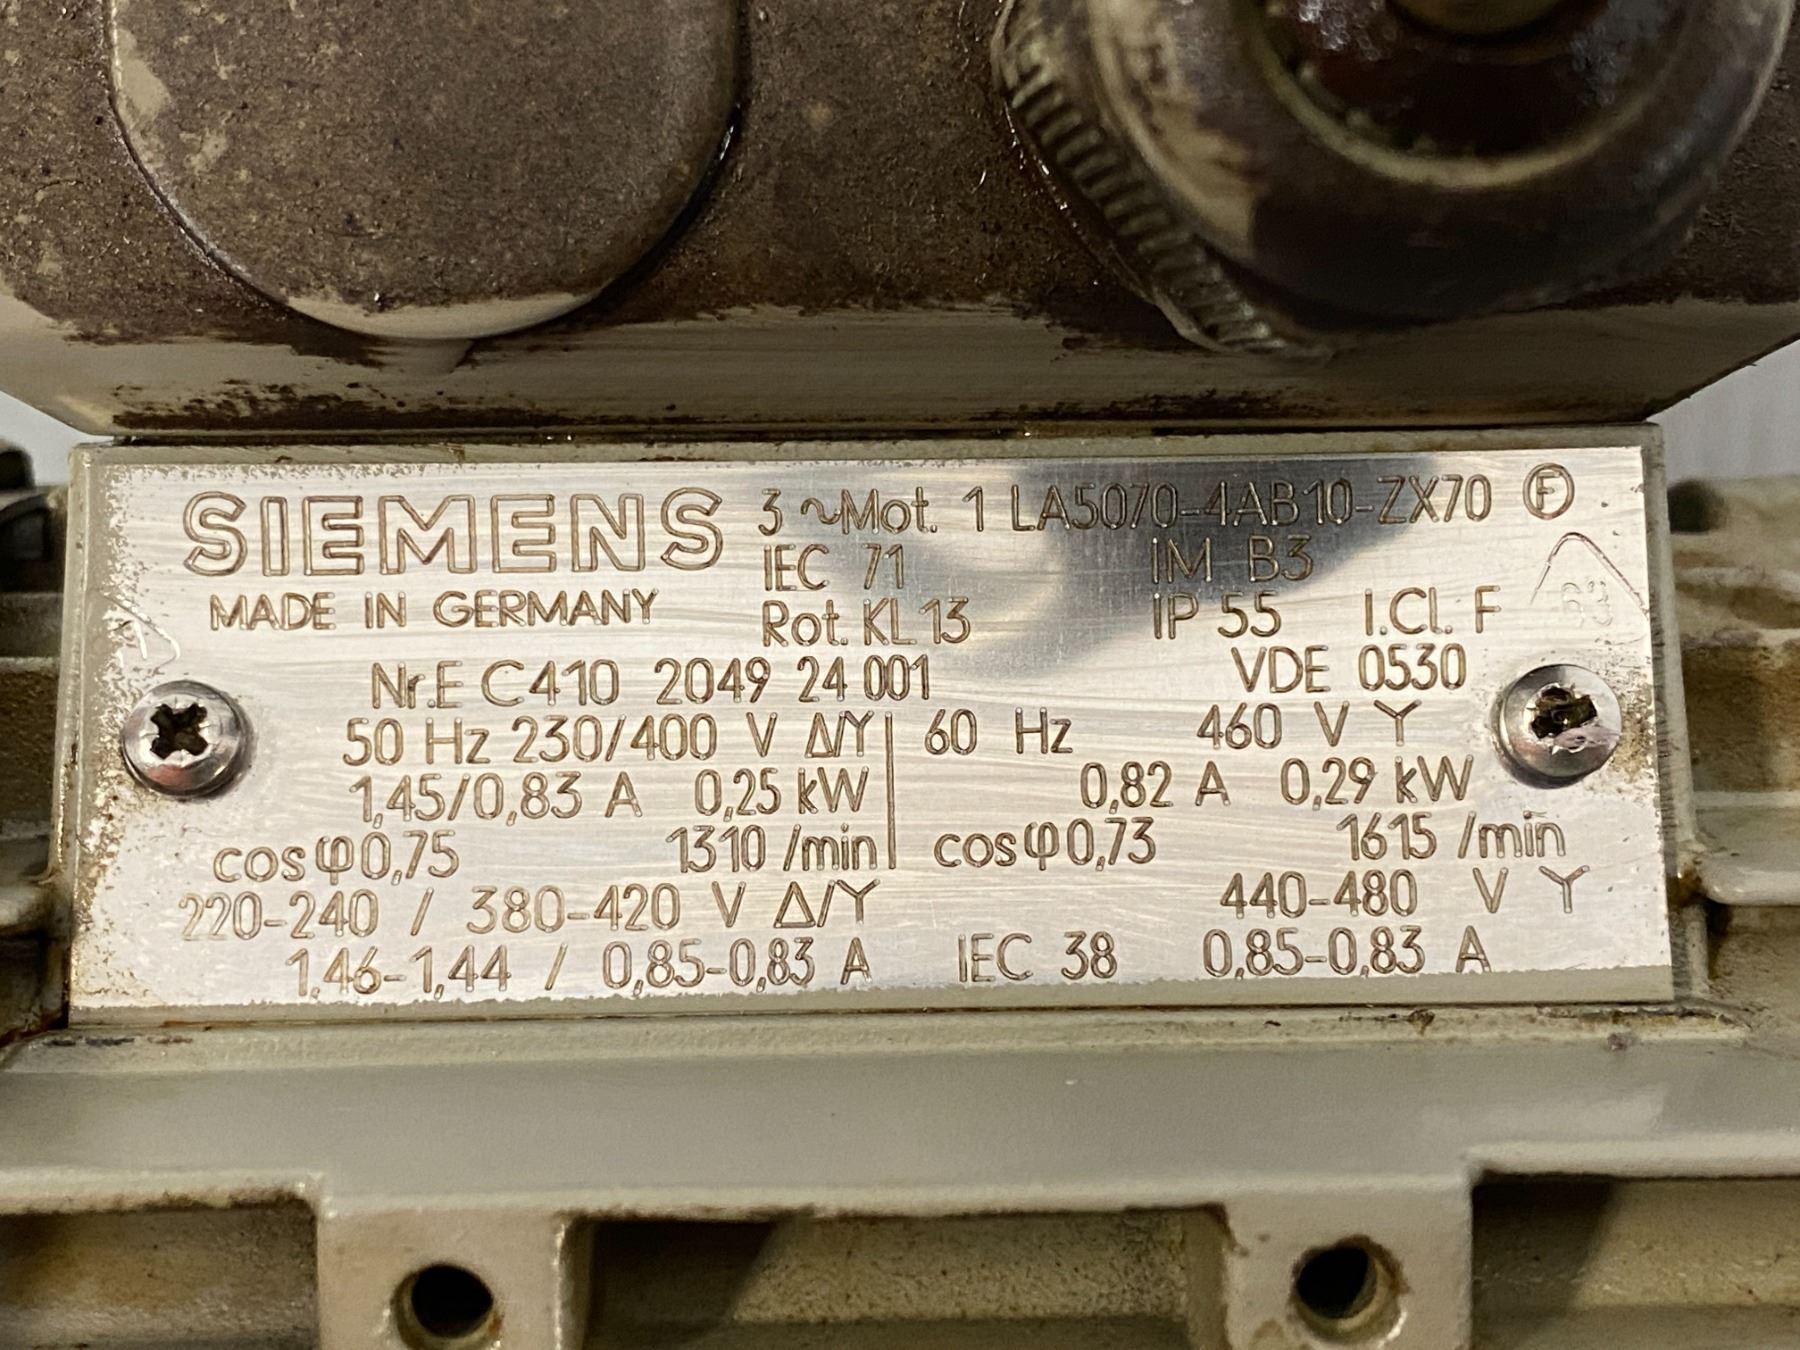 SIEMENS 3 ~Mot. 1 LA5070-4AB10-ZX70 F
IEC 71 IM B3
MADE IN GERMANY Rot. KL 13 IP 55 I.Cl. F
Nr.E C410 2049 24 001 VDE 0530
50 Hz 230/400 V Δ/Y 60 Hz 460 V Y
1,45/0,83 A 0,25 kW 0,82 A 0,29 kW
cosφ0,75 1310 /min cosφ0,73 1615 /min
220-240 / 380-420 V Δ/Y 440-480 V Y
1,46-1,44 / 0,85-0,83 A IEC 38 0,85-0,83 A